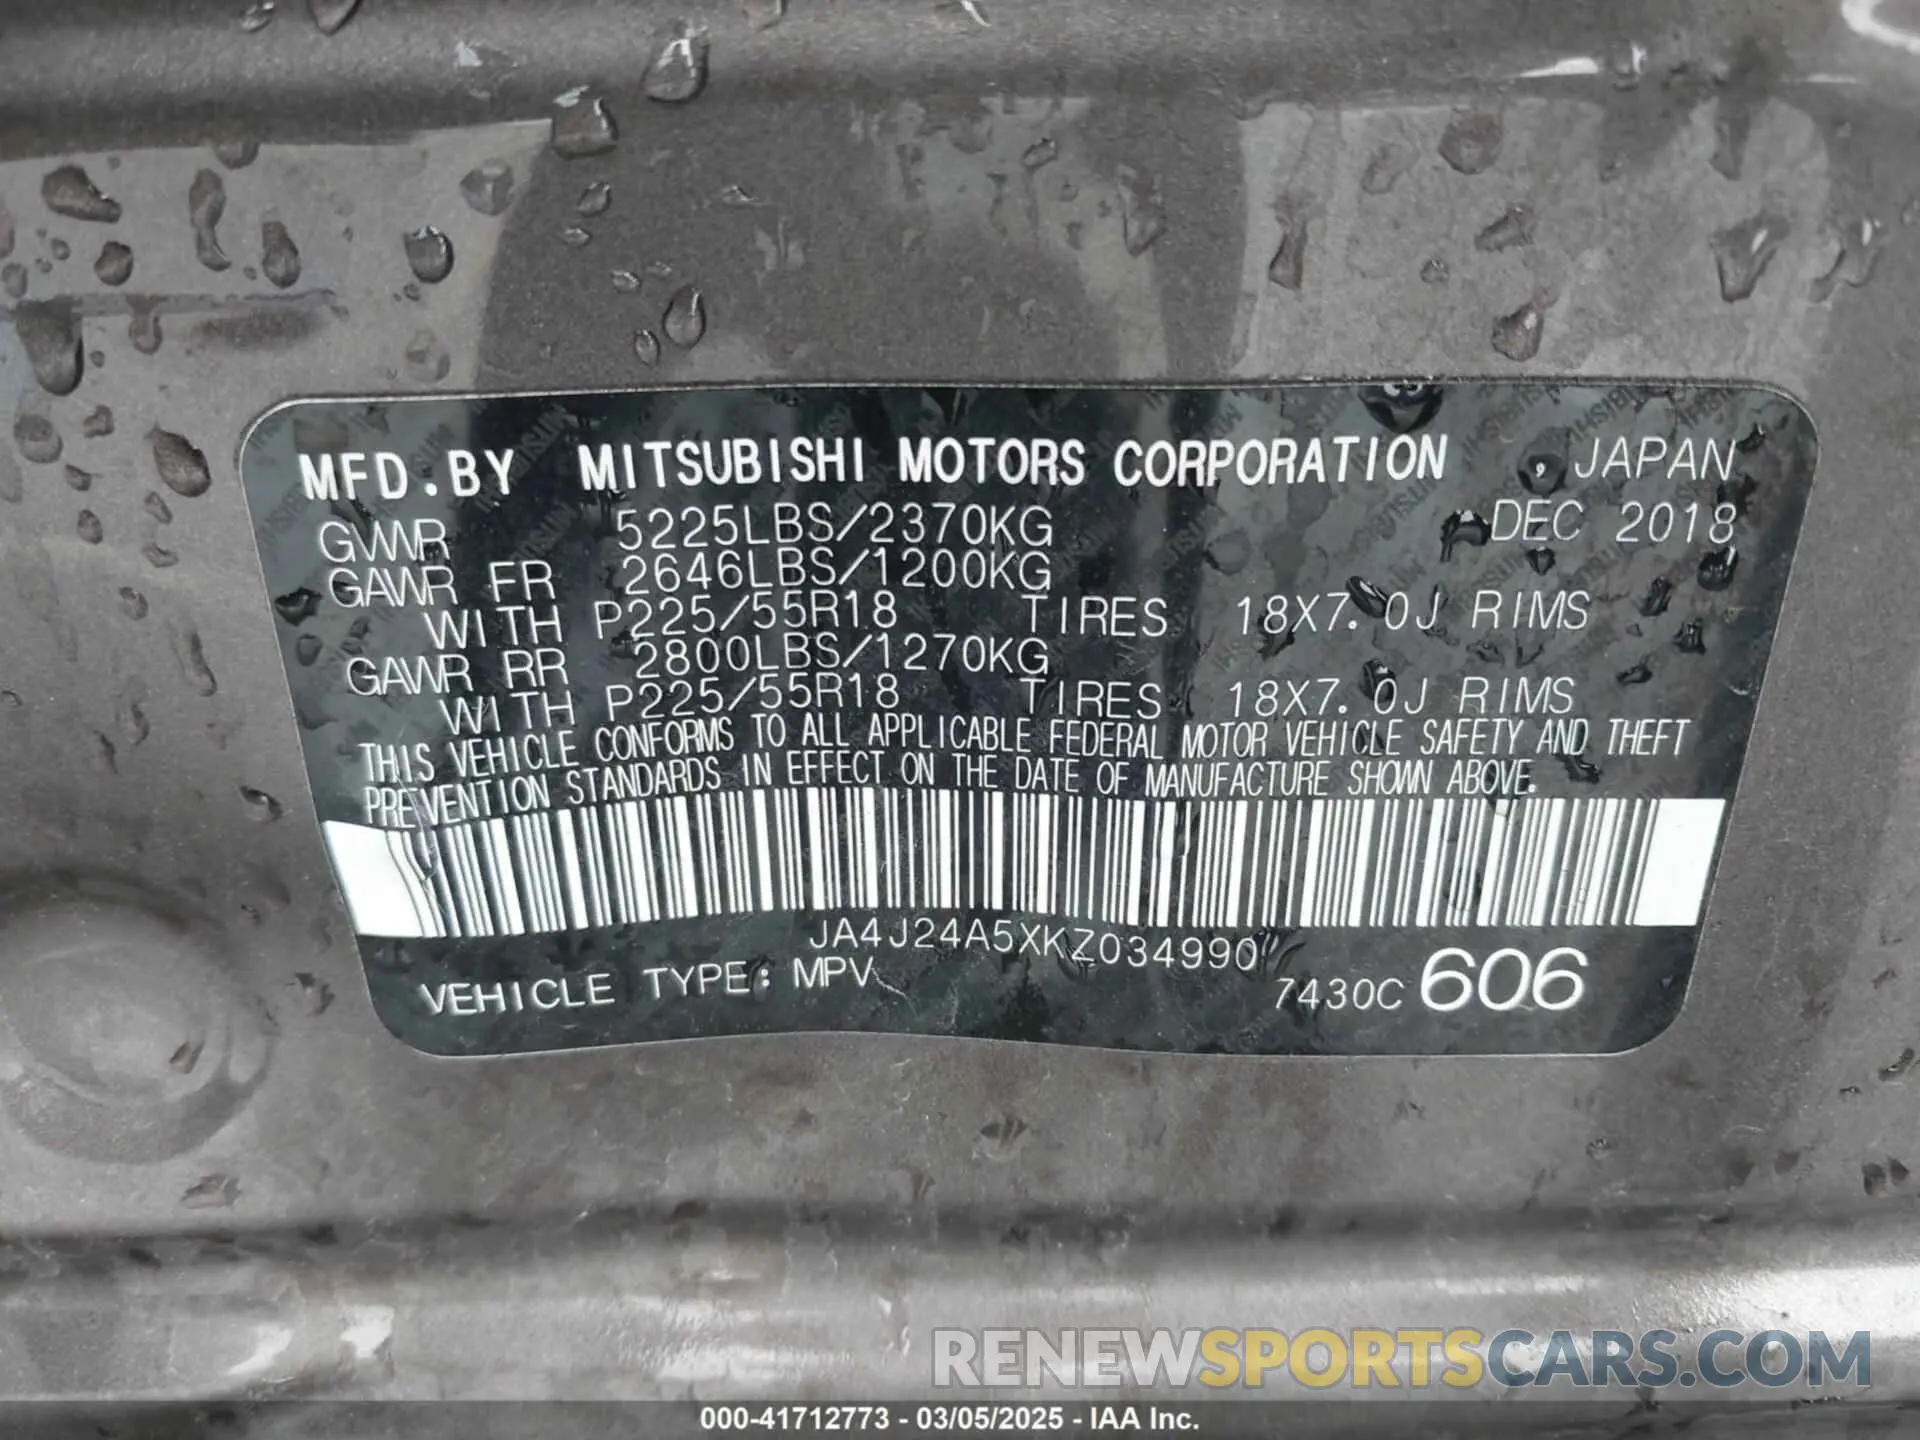 MFD.BY MITSUBISHI MOTORS CORPORATION , JAPAN
GVWR 5225LBS/2370KG DEC 2018
GAWR FR 2646LBS/1200KG
WITH P225/55R18 TIRES 18X7.0J RIMS
GAWR RR 2800LBS/1270KG
WITH P225/55R18 TIRES 18X7.0J RIMS
THIS VEHICLE CONFORMS TO ALL APPLICABLE FEDERAL MOTOR VEHICLE SAFETY AND THEFT
PREVENTION STANDARDS IN EFFECT ON THE DATE OF MANUFACTURE SHOWN ABOVE.
JA4J24A5XKZ034990
VEHICLE TYPE: MPV 7430C 606
RENEWSPORTSCARS.COM
000-41712773 - 03/05/2025 - IAA Inc.